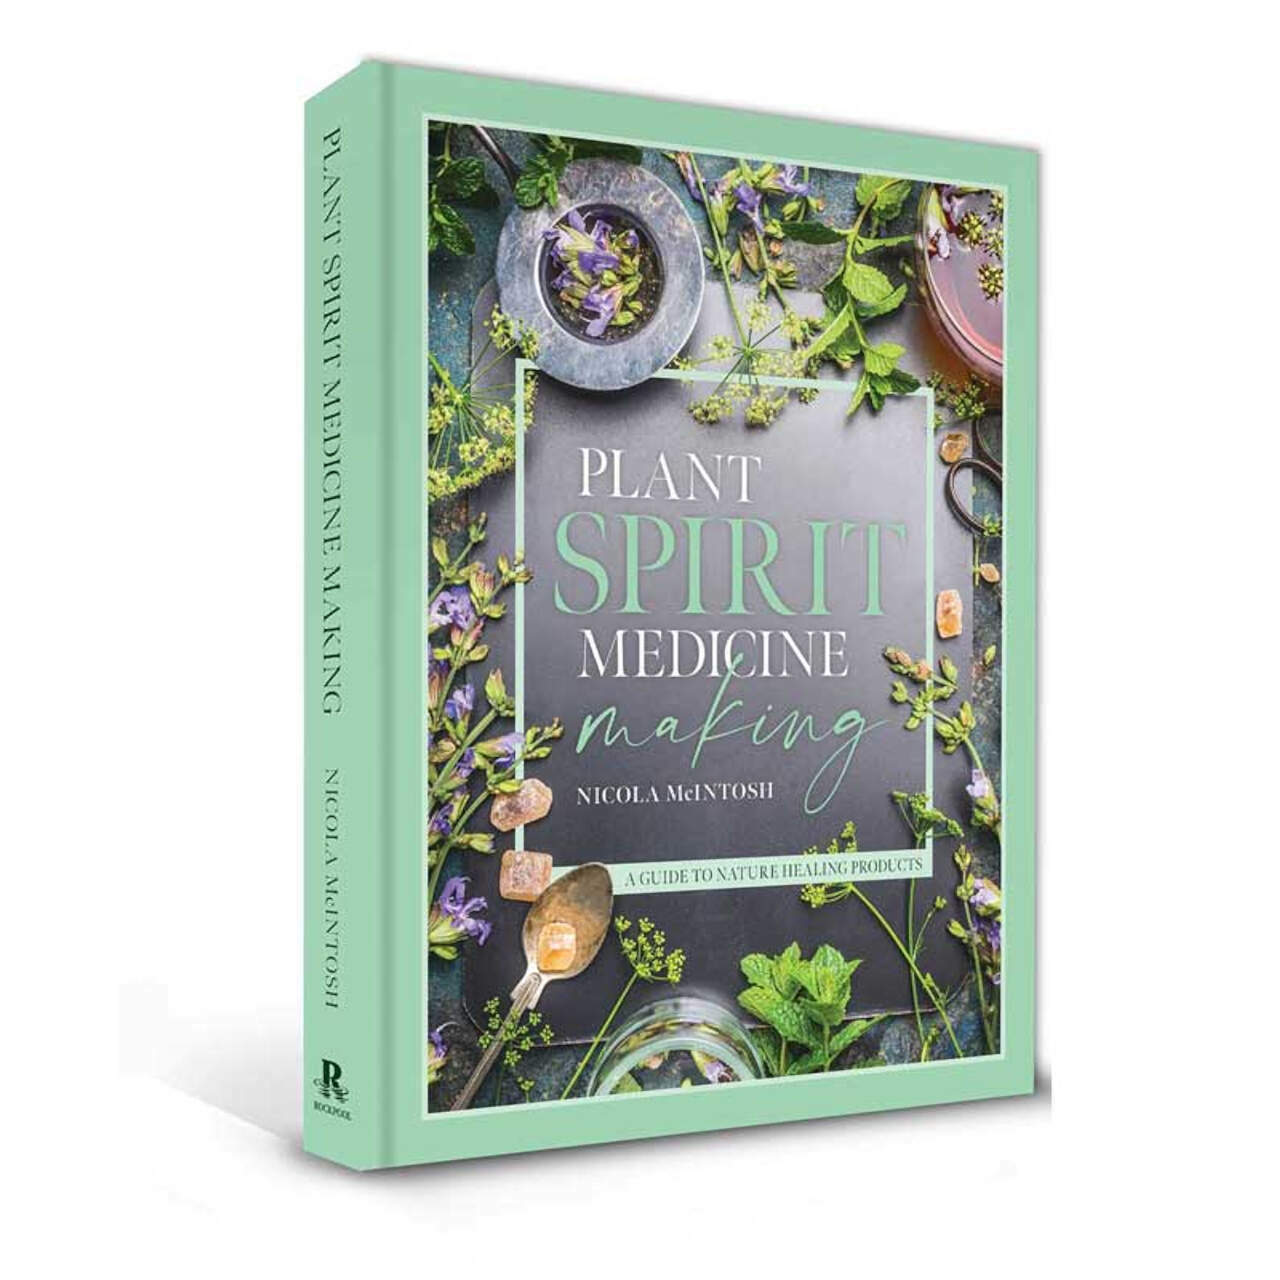 PLANT SPIRIT MEDICINE MAKING
NICOLA McINTOSH
R
ROCKPOOL
PLANT
SPIRIT
MEDICINE
making
NICOLA McINTOSH
A GUIDE TO NATURE HEALING PRODUCTS